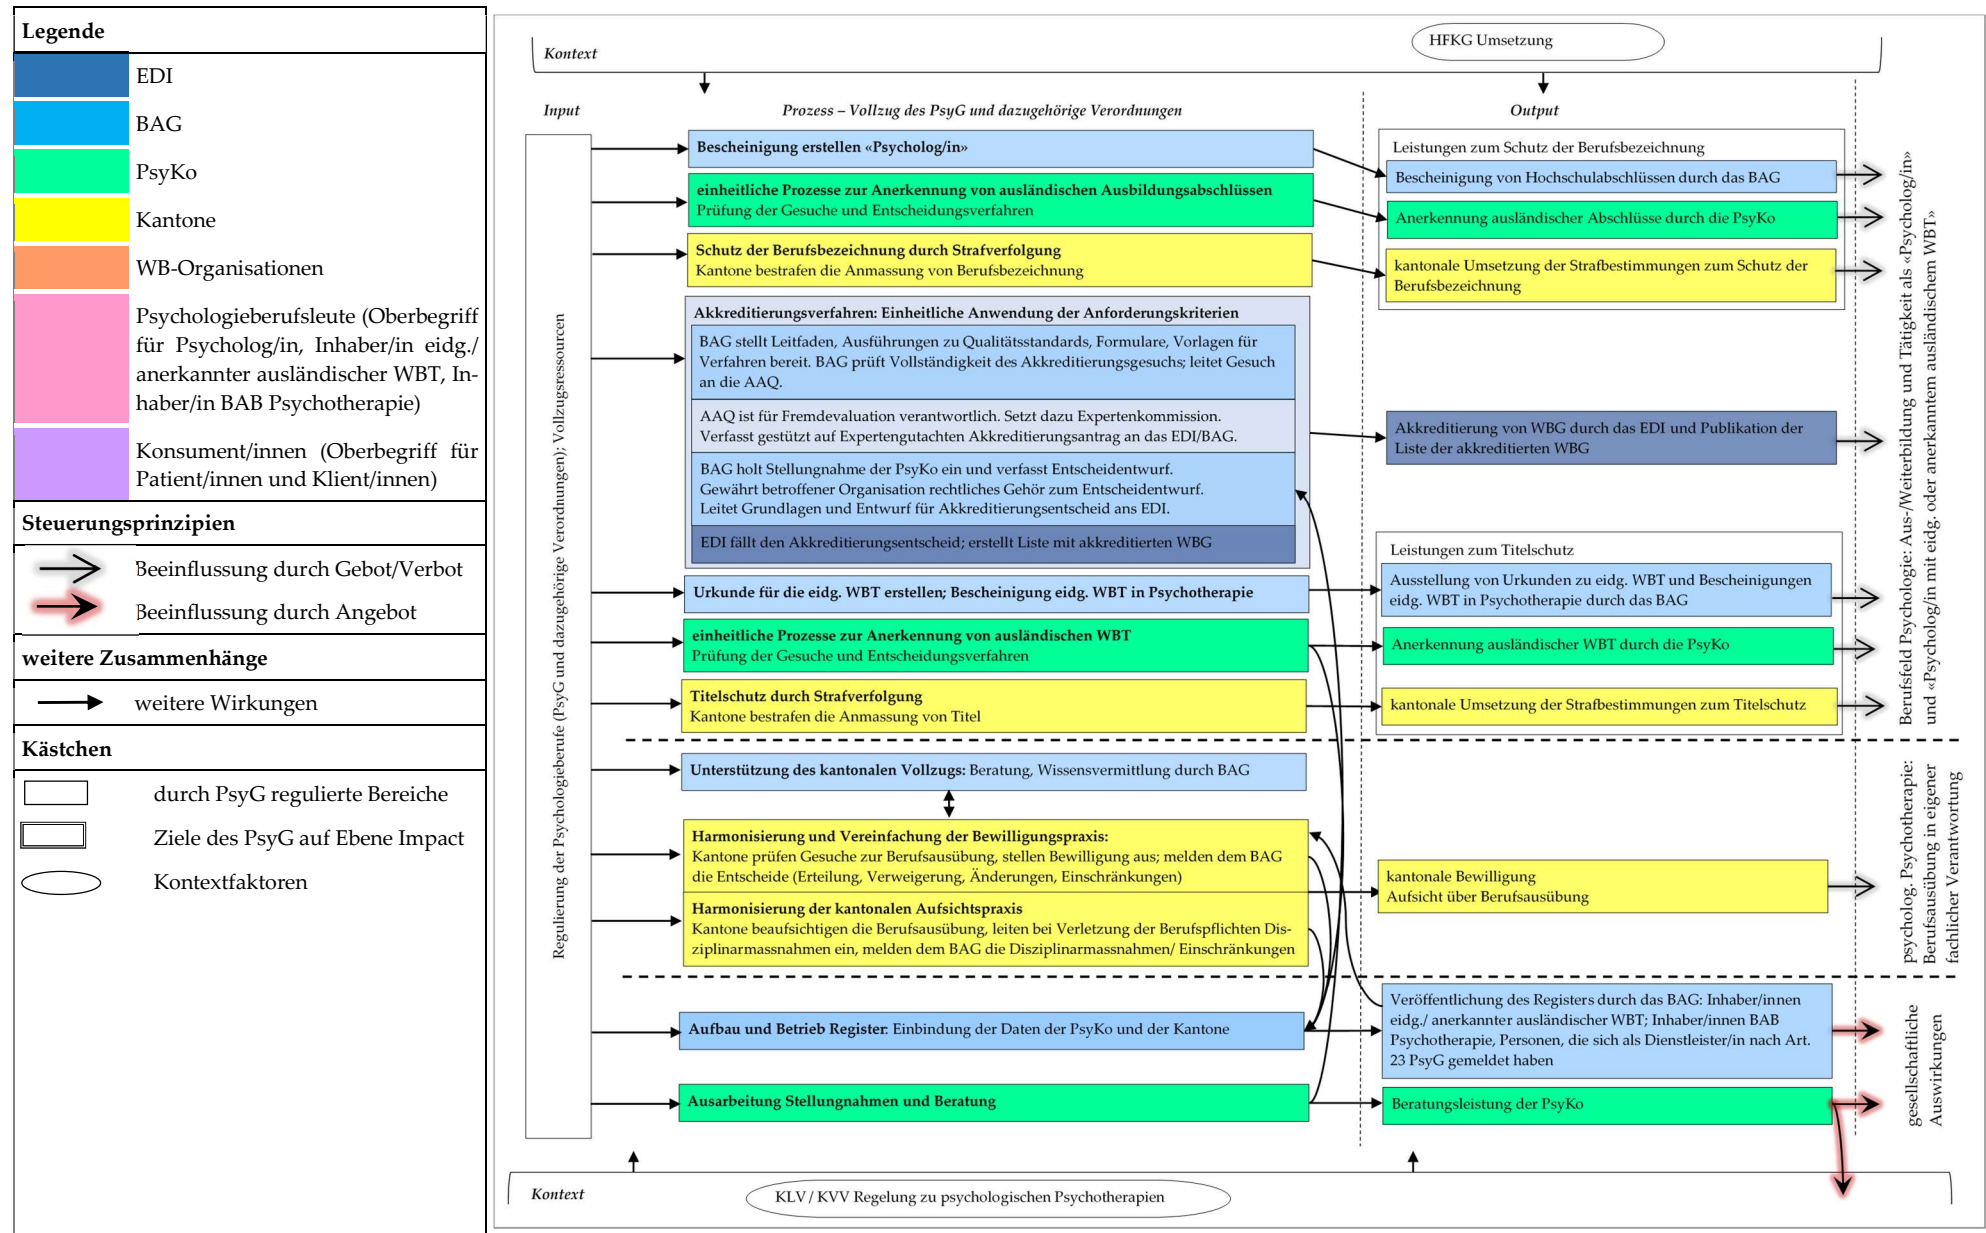 Legende
EDI
BAG
PsyKo
Kantone
WB-Organisationen
Psychologieberufsleute (Oberbegriff
für Psycholog/in, Inhaber/in eidg./
anerkannter ausländischer WBT, In-
haber/in BAB Psychotherapie)
Konsument/innen (Oberbegriff für
Patient/innen und Klient/innen)
Steuerungsprinzipien
Beeinflussung durch Gebot/Verbot
Beeinflussung durch Angebot
weitere Zusammenhänge
weitere Wirkungen
Kästchen
durch PsyG regulierte Bereiche
Ziele des PsyG auf Ebene Impact
Kontextfaktoren
Kontext
HFKG Umsetzung
Input
Prozess – Vollzug des PsyG und dazugehörige Verordnungen
Output
Regulierung der Psychologieberufe (PsyG und dazugehörige Verordnungen); Vollzugsressourcen
Bescheinigung erstellen «Psycholog/in»
einheitliche Prozesse zur Anerkennung von ausländischen Ausbildungsabschlüssen
Prüfung der Gesuche und Entscheidungsverfahren
Schutz der Berufsbezeichnung durch Strafverfolgung
Kantone bestrafen die Anmassung von Berufsbezeichnung
Akkreditierungsverfahren: Einheitliche Anwendung der Anforderungskriterien
BAG stellt Leitfaden, Ausführungen zu Qualitätsstandards, Formulare, Vorlagen für
Verfahren bereit. BAG prüft Vollständigkeit des Akkreditierungsgesuchs; leitet Gesuch
an die AAQ.
AAQ ist für Fremdevaluation verantwortlich. Setzt dazu Expertenkommission.
Verfasst gestützt auf Expertengutachten Akkreditierungsantrag an das EDI/BAG.
BAG holt Stellungnahme der PsyKo ein und verfasst Entscheidentwurf.
Gewährt betroffener Organisation rechtliches Gehör zum Entscheidentwurf.
Leitet Grundlagen und Entwurf für Akkreditierungsentscheid ans EDI.
EDI fällt den Akkreditierungsentscheid; erstellt Liste mit akkreditierten WBG
Urkunde für die eidg. WBT erstellen; Bescheinigung eidg. WBT in Psychotherapie
einheitliche Prozesse zur Anerkennung von ausländischen WBT
Prüfung der Gesuche und Entscheidungsverfahren
Titelschutz durch Strafverfolgung
Kantone bestrafen die Anmassung von Titel
Unterstützung des kantonalen Vollzugs: Beratung, Wissensvermittlung durch BAG
Harmonisierung und Vereinfachung der Bewilligungspraxis:
Kantone prüfen Gesuche zur Berufsausübung, stellen Bewilligung aus; melden dem BAG
die Entscheide (Erteilung, Verweigerung, Änderungen, Einschränkungen)
Harmonisierung der kantonalen Aufsichtspraxis
Kantone beaufsichtigen die Berufsausübung, leiten bei Verletzung der Berufspflichten Dis-
ziplinarmassnahmen ein, melden dem BAG die Disziplinarmassnahmen/ Einschränkungen
Aufbau und Betrieb Register: Einbindung der Daten der PsyKo und der Kantone
Ausarbeitung Stellungnahmen und Beratung
Leistungen zum Schutz der Berufsbezeichnung
Bescheinigung von Hochschulabschlüssen durch das BAG
Anerkennung ausländischer Abschlüsse durch die PsyKo
kantonale Umsetzung der Strafbestimmungen zum Schutz der
Berufsbezeichnung
Akkreditierung von WBG durch das EDI und Publikation der
Liste der akkreditierten WBG
Leistungen zum Titelschutz
Ausstellung von Urkunden zu eidg. WBT und Bescheinigungen
eidg. WBT in Psychotherapie durch das BAG
Anerkennung ausländischer WBT durch die PsyKo
kantonale Umsetzung der Strafbestimmungen zum Titelschutz
kantonale Bewilligung
Aufsicht über Berufsausübung
Veröffentlichung des Registers durch das BAG: Inhaber/innen
eidg./ anerkannter ausländischer WBT; Inhaber/innen BAB
Psychotherapie, Personen, die sich als Dienstleister/in nach Art.
23 PsyG gemeldet haben
Beratungsleistung der PsyKo
Berufsfeld Psychologie: Aus-/Weiterbildung und Tätigkeit als «Psycholog/in»
und «Psycholog/in mit eidg. oder anerkanntem ausländischem WBT»
psycholog. Psychotherapie:
Berufsausübung in eigener
fachlicher Verantwortung
gesellschaftliche
Auswirkungen
Kontext
KLV / KVV Regelung zu psychologischen Psychotherapien